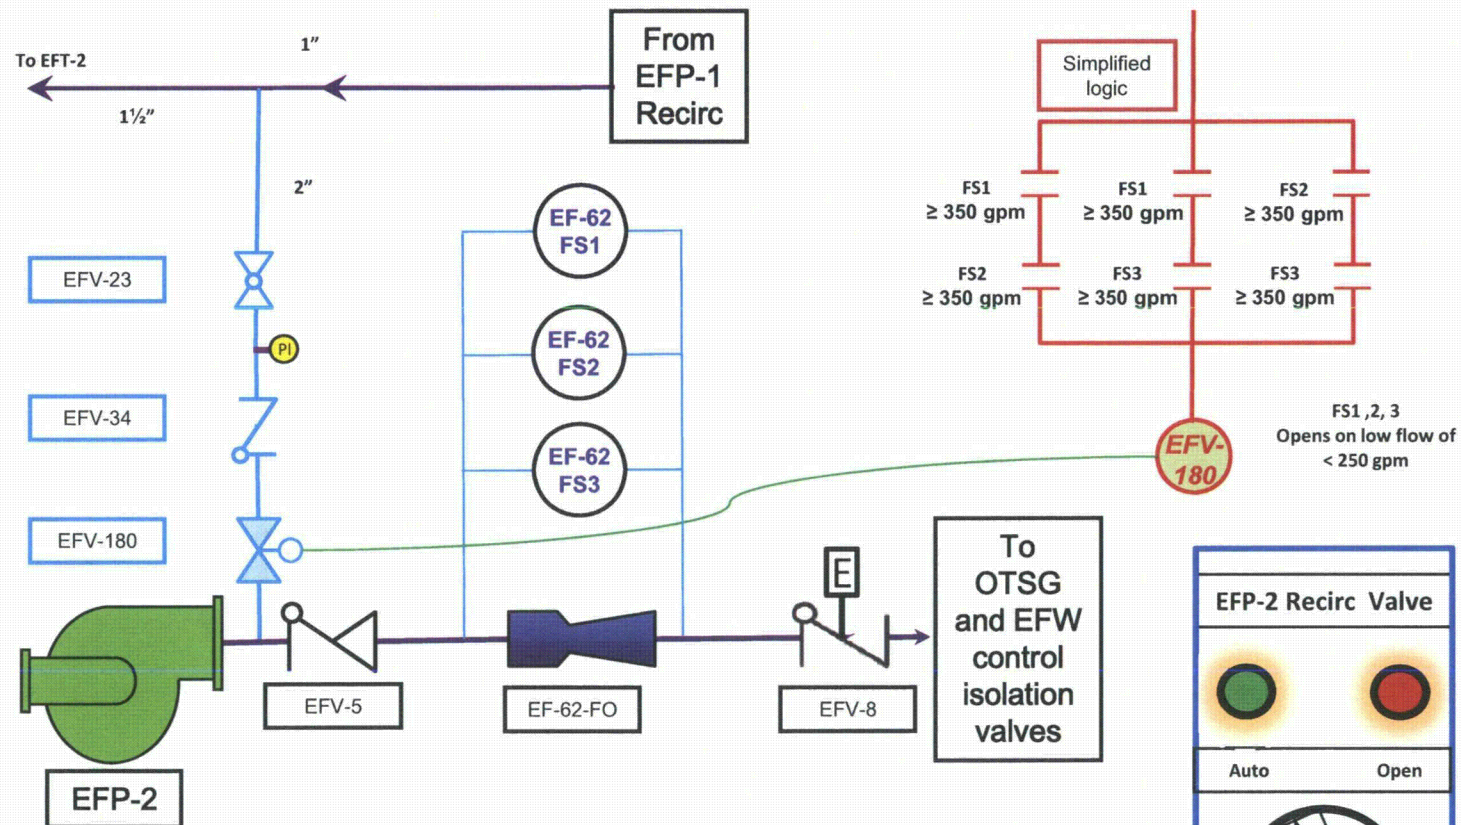 To EFT-2
1”
1½”
From
EFP-1
Recirc
2”
EFV-23
PI
EFV-34
EFV-180
EF-62
FS1
EF-62
FS2
EF-62
FS3
Simplified
logic
FS1
≥ 350 gpm
FS1
≥ 350 gpm
FS2
≥ 350 gpm
FS2
≥ 350 gpm
FS3
≥ 350 gpm
FS3
≥ 350 gpm
EFV-
180
FS1 ,2, 3
Opens on low flow of
< 250 gpm
E
To
OTSG
and EFW
control
isolation
valves
EFV-5
EF-62-FO
EFV-8
EFP-2
EFP-2 Recirc Valve
Auto
Open